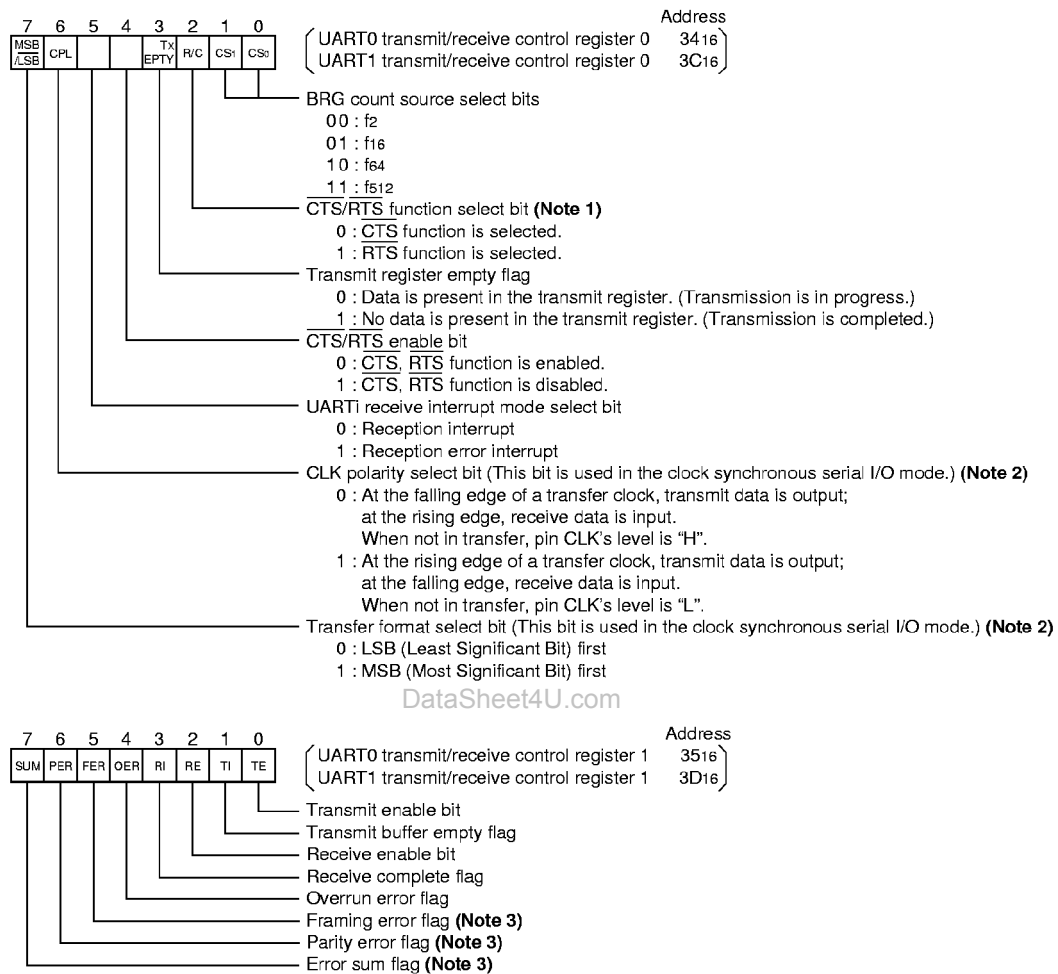 Address
7 6 5 4 3 2 1 0
MSB/LSB CPL Tx EPTY R/C CS1 CS0
UART0 transmit/receive control register 0 3416
UART1 transmit/receive control register 0 3C16
BRG count source select bits
0 0 : f2
0 1 : f16
1 0 : f64
1 1 : f512
CTS/RTS function select bit (Note 1)
0 : CTS function is selected.
1 : RTS function is selected.
Transmit register empty flag
0 : Data is present in the transmit register. (Transmission is in progress.)
1 : No data is present in the transmit register. (Transmission is completed.)
CTS/RTS enable bit
0 : CTS, RTS function is enabled.
1 : CTS, RTS function is disabled.
UARTi receive interrupt mode select bit
0 : Reception interrupt
1 : Reception error interrupt
CLK polarity select bit (This bit is used in the clock synchronous serial I/O mode.) (Note 2)
0 : At the falling edge of a transfer clock, transmit data is output;
at the rising edge, receive data is input.
When not in transfer, pin CLK’s level is “H”.
1 : At the rising edge of a transfer clock, transmit data is output;
at the falling edge, receive data is input.
When not in transfer, pin CLK’s level is “L”.
Transfer format select bit (This bit is used in the clock synchronous serial I/O mode.) (Note 2)
0 : LSB (Least Significant Bit) first
1 : MSB (Most Significant Bit) first
DataSheet4U.com
Address
7 6 5 4 3 2 1 0
SUM PER FER OER RI RE TI TE
UART0 transmit/receive control register 1 3516
UART1 transmit/receive control register 1 3D16
Transmit enable bit
Transmit buffer empty flag
Receive enable bit
Receive complete flag
Overrun error flag
Framing error flag (Note 3)
Parity error flag (Note 3)
Error sum flag (Note 3)